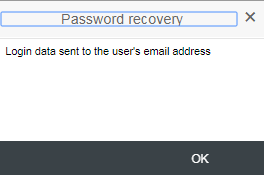 Password recovery
Login data sent to the user's email address
OK